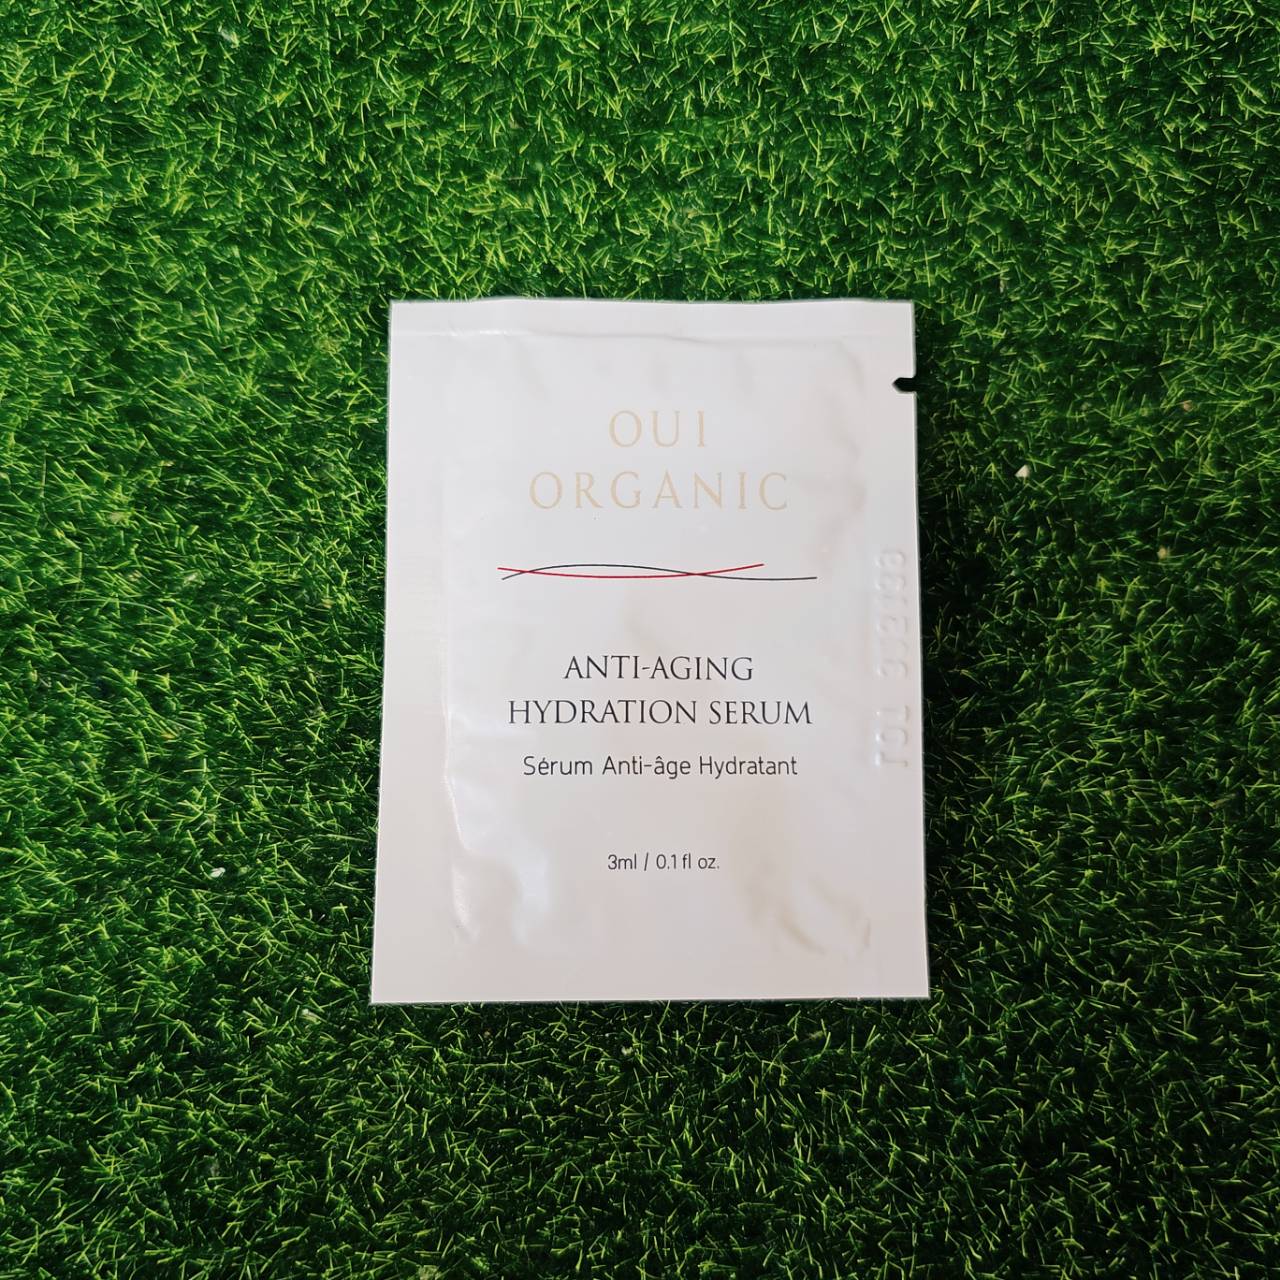 OUI
ORGANIC
ANTI-AGING
HYDRATION SERUM
Sérum Anti-âge Hydratant
3ml / 0.1 fl oz.